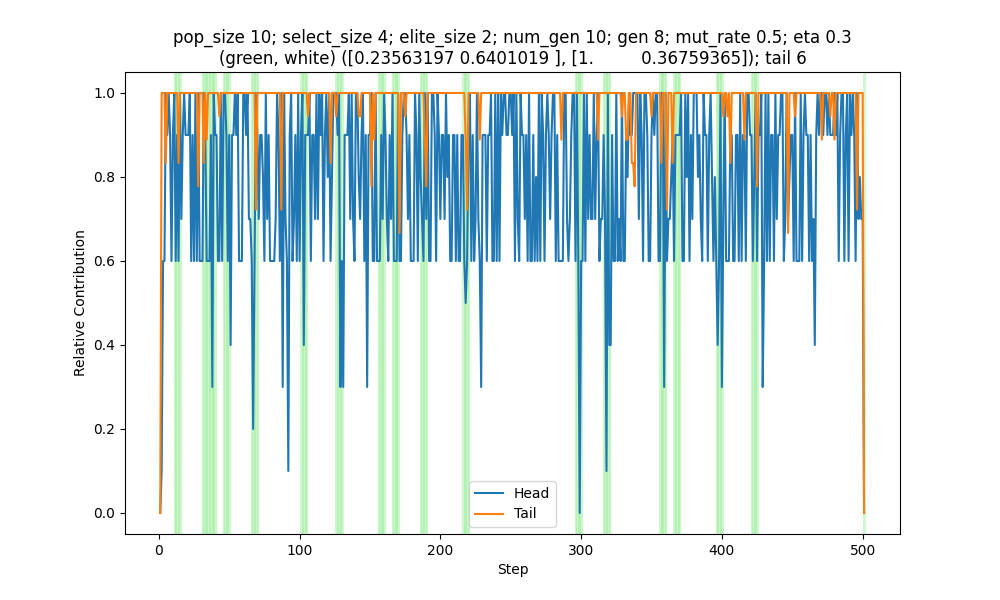 pop_size 10; select_size 4; elite_size 2; num_gen 10; gen 8; mut_rate 0.5; eta 0.3
(green, white) ([0.23563197 0.6401019 ], [1.         0.36759365]); tail 6
1.0
0.8
0.6
0.4
0.2
0.0
Relative Contribution
Head
Tail
0 100 200 300 400 500
Step